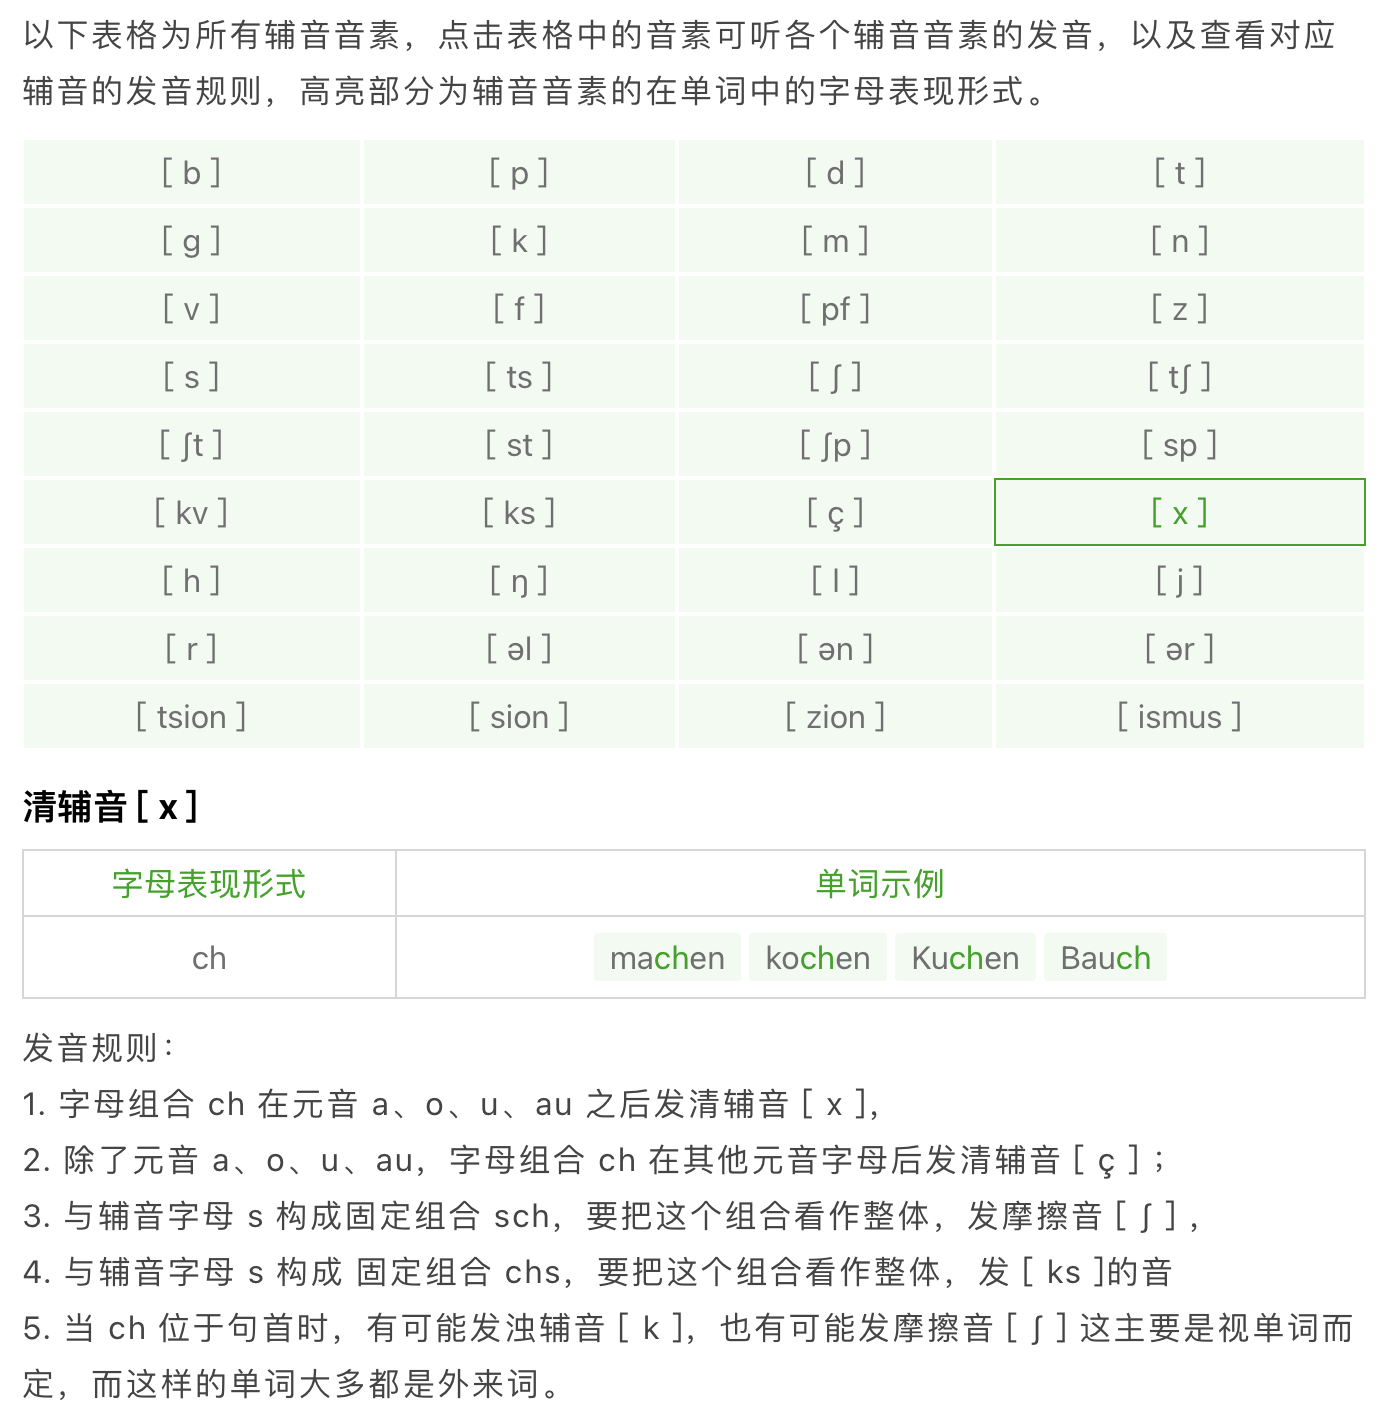 以下表格为所有辅音音素，点击表格中的音素可听各个辅音音素的发音，以及查看对应
辅音的发音规则，高亮部分为辅音音素的在单词中的字母表现形式。
[ b ] [ p ] [ d ] [ t ]
[ g ] [ k ] [ m ] [ n ]
[ v ] [ f ] [ pf ] [ z ]
[ s ] [ ts ] [ ʃ ] [ tʃ ]
[ ʃt ] [ st ] [ ʃp ] [ sp ]
[ kv ] [ ks ] [ ç ] [ x ]
[ h ] [ ŋ ] [ l ] [ j ]
[ r ] [ əl ] [ ən ] [ ər ]
[ tsion ] [ sion ] [ zion ] [ ismus ]
清辅音 [ x ]
字母表现形式 单词示例
ch machen kochen Kuchen Bauch
发音规则：
1. 字母组合 ch 在元音 a、o、u、au 之后发清辅音 [ x ]，
2. 除了元音 a、o、u、au，字母组合 ch 在其他元音字母后发清辅音 [ ç ]；
3. 与辅音字母 s 构成固定组合 sch，要把这个组合看作整体，发摩擦音 [ ʃ ]，
4. 与辅音字母 s 构成 固定组合 chs，要把这个组合看作整体，发 [ ks ]的音
5. 当 ch 位于句首时，有可能发浊辅音 [ k ]，也有可能发摩擦音 [ ʃ ] 这主要是视单词而
定，而这样的单词大多都是外来词。